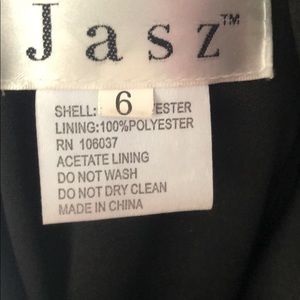 Jasz™
6
SHELL: ESTER
LINING:100%POLYESTER
RN 106037
ACETATE LINING
DO NOT WASH
DO NOT DRY CLEAN
MADE IN CHINA